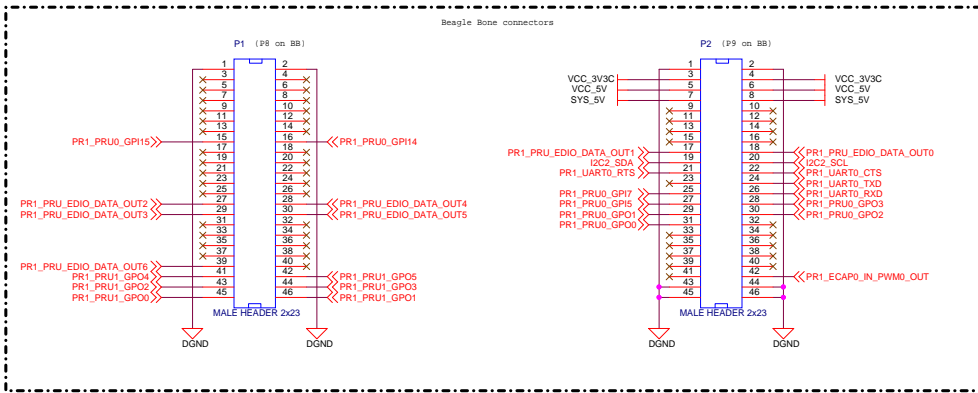 Beagle Bone connectors
P1 (P8 on BB)
1 2
3 4
5 6
7 8
9 10
11 12
13 14
PR1_PRU0_GPI15 15 16 PR1_PRU0_GPI14
17 18
19 20
21 22
23 24
25 26
PR1_PRU_EDIO_DATA_OUT2 27 28 PR1_PRU_EDIO_DATA_OUT4
PR1_PRU_EDIO_DATA_OUT3 29 30 PR1_PRU_EDIO_DATA_OUT5
31 32
33 34
35 36
37 38
PR1_PRU_EDIO_DATA_OUT6 39 40
PR1_PRU1_GPO4 41 42 PR1_PRU1_GPO5
PR1_PRU1_GPO2 43 44 PR1_PRU1_GPO3
PR1_PRU1_GPO0 45 46 PR1_PRU1_GPO1
MALE HEADER 2x23
DGND DGND
P2 (P9 on BB)
1 2
VCC_3V3C 3 4 VCC_3V3C
VCC_5V 5 6 VCC_5V
SYS_5V 7 8 SYS_5V
9 10
11 12
13 14
15 16
PR1_PRU_EDIO_DATA_OUT1 17 18 PR1_PRU_EDIO_DATA_OUT0
I2C2_SDA 19 20 I2C2_SCL
PR1_UART0_RTS 21 22 PR1_UART0_CTS
23 24 PR1_UART0_TXD
PR1_PRU0_GPI7 25 26 PR1_UART0_RXD
PR1_PRU0_GPI5 27 28 PR1_PRU0_GPO3
PR1_PRU0_GPO1 29 30 PR1_PRU0_GPO2
PR1_PRU0_GPO0 31 32
33 34
35 36
37 38
39 40
41 42 PR1_ECAP0_IN_PWM0_OUT
43 44
45 46
MALE HEADER 2x23
DGND DGND